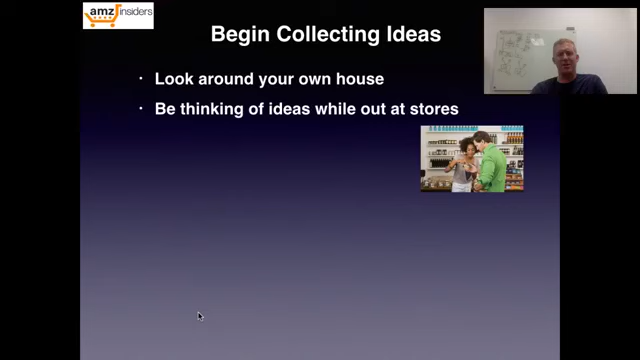 amz insiders
Begin Collecting Ideas
· Look around your own house
· Be thinking of ideas while out at stores